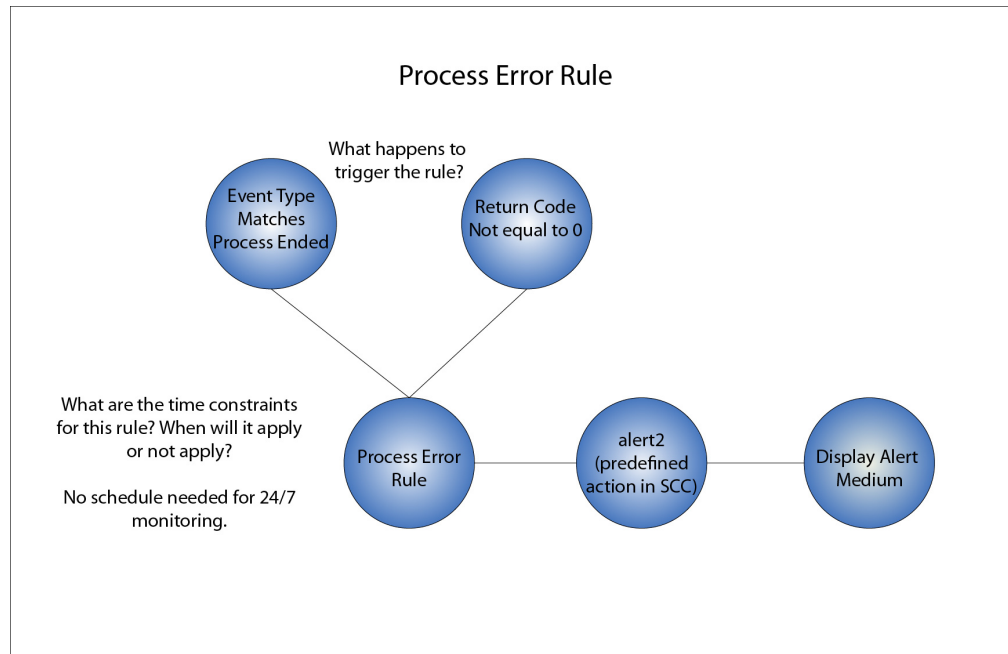 Process Error Rule
What happens to
trigger the rule?
Event Type
Matches
Process Ended
Return Code
Not equal to 0
What are the time constraints
for this rule? When will it apply
or not apply?
No schedule needed for 24/7
monitoring.
Process Error
Rule
alert2
(predefined
action in SCC)
Display Alert
Medium